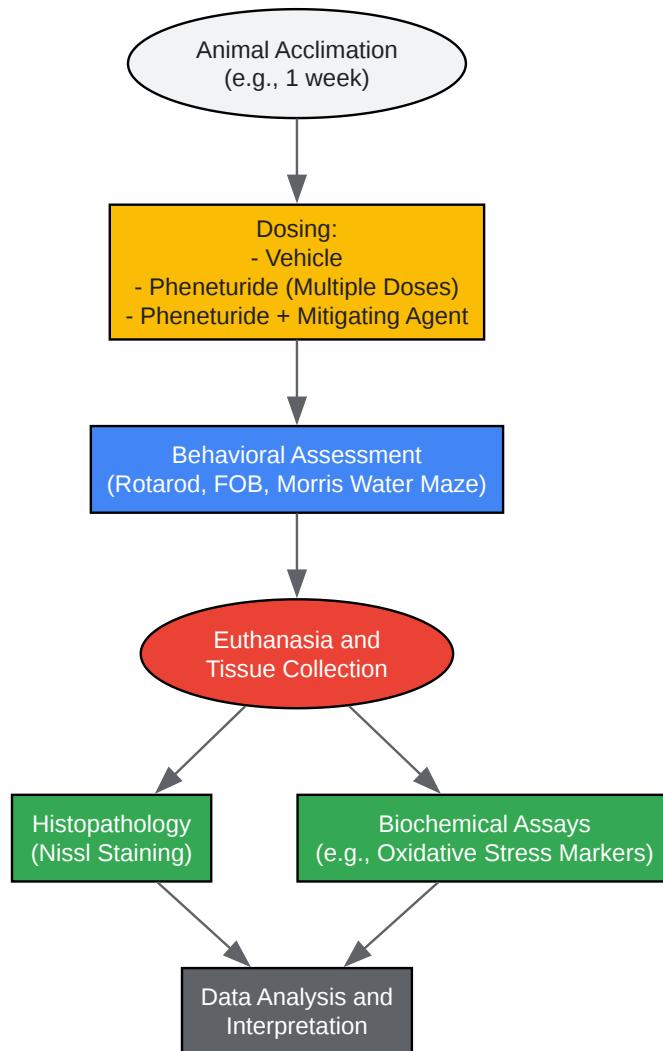 Animal Acclimation
(e.g., 1 week)
Dosing:
- Vehicle
- Pheneturide (Multiple Doses)
- Pheneturide + Mitigating Agent
Behavioral Assessment
(Rotarod, FOB, Morris Water Maze)
Euthanasia and
Tissue Collection
Histopathology
(Nissl Staining)
Biochemical Assays
(e.g., Oxidative Stress Markers)
Data Analysis and
Interpretation